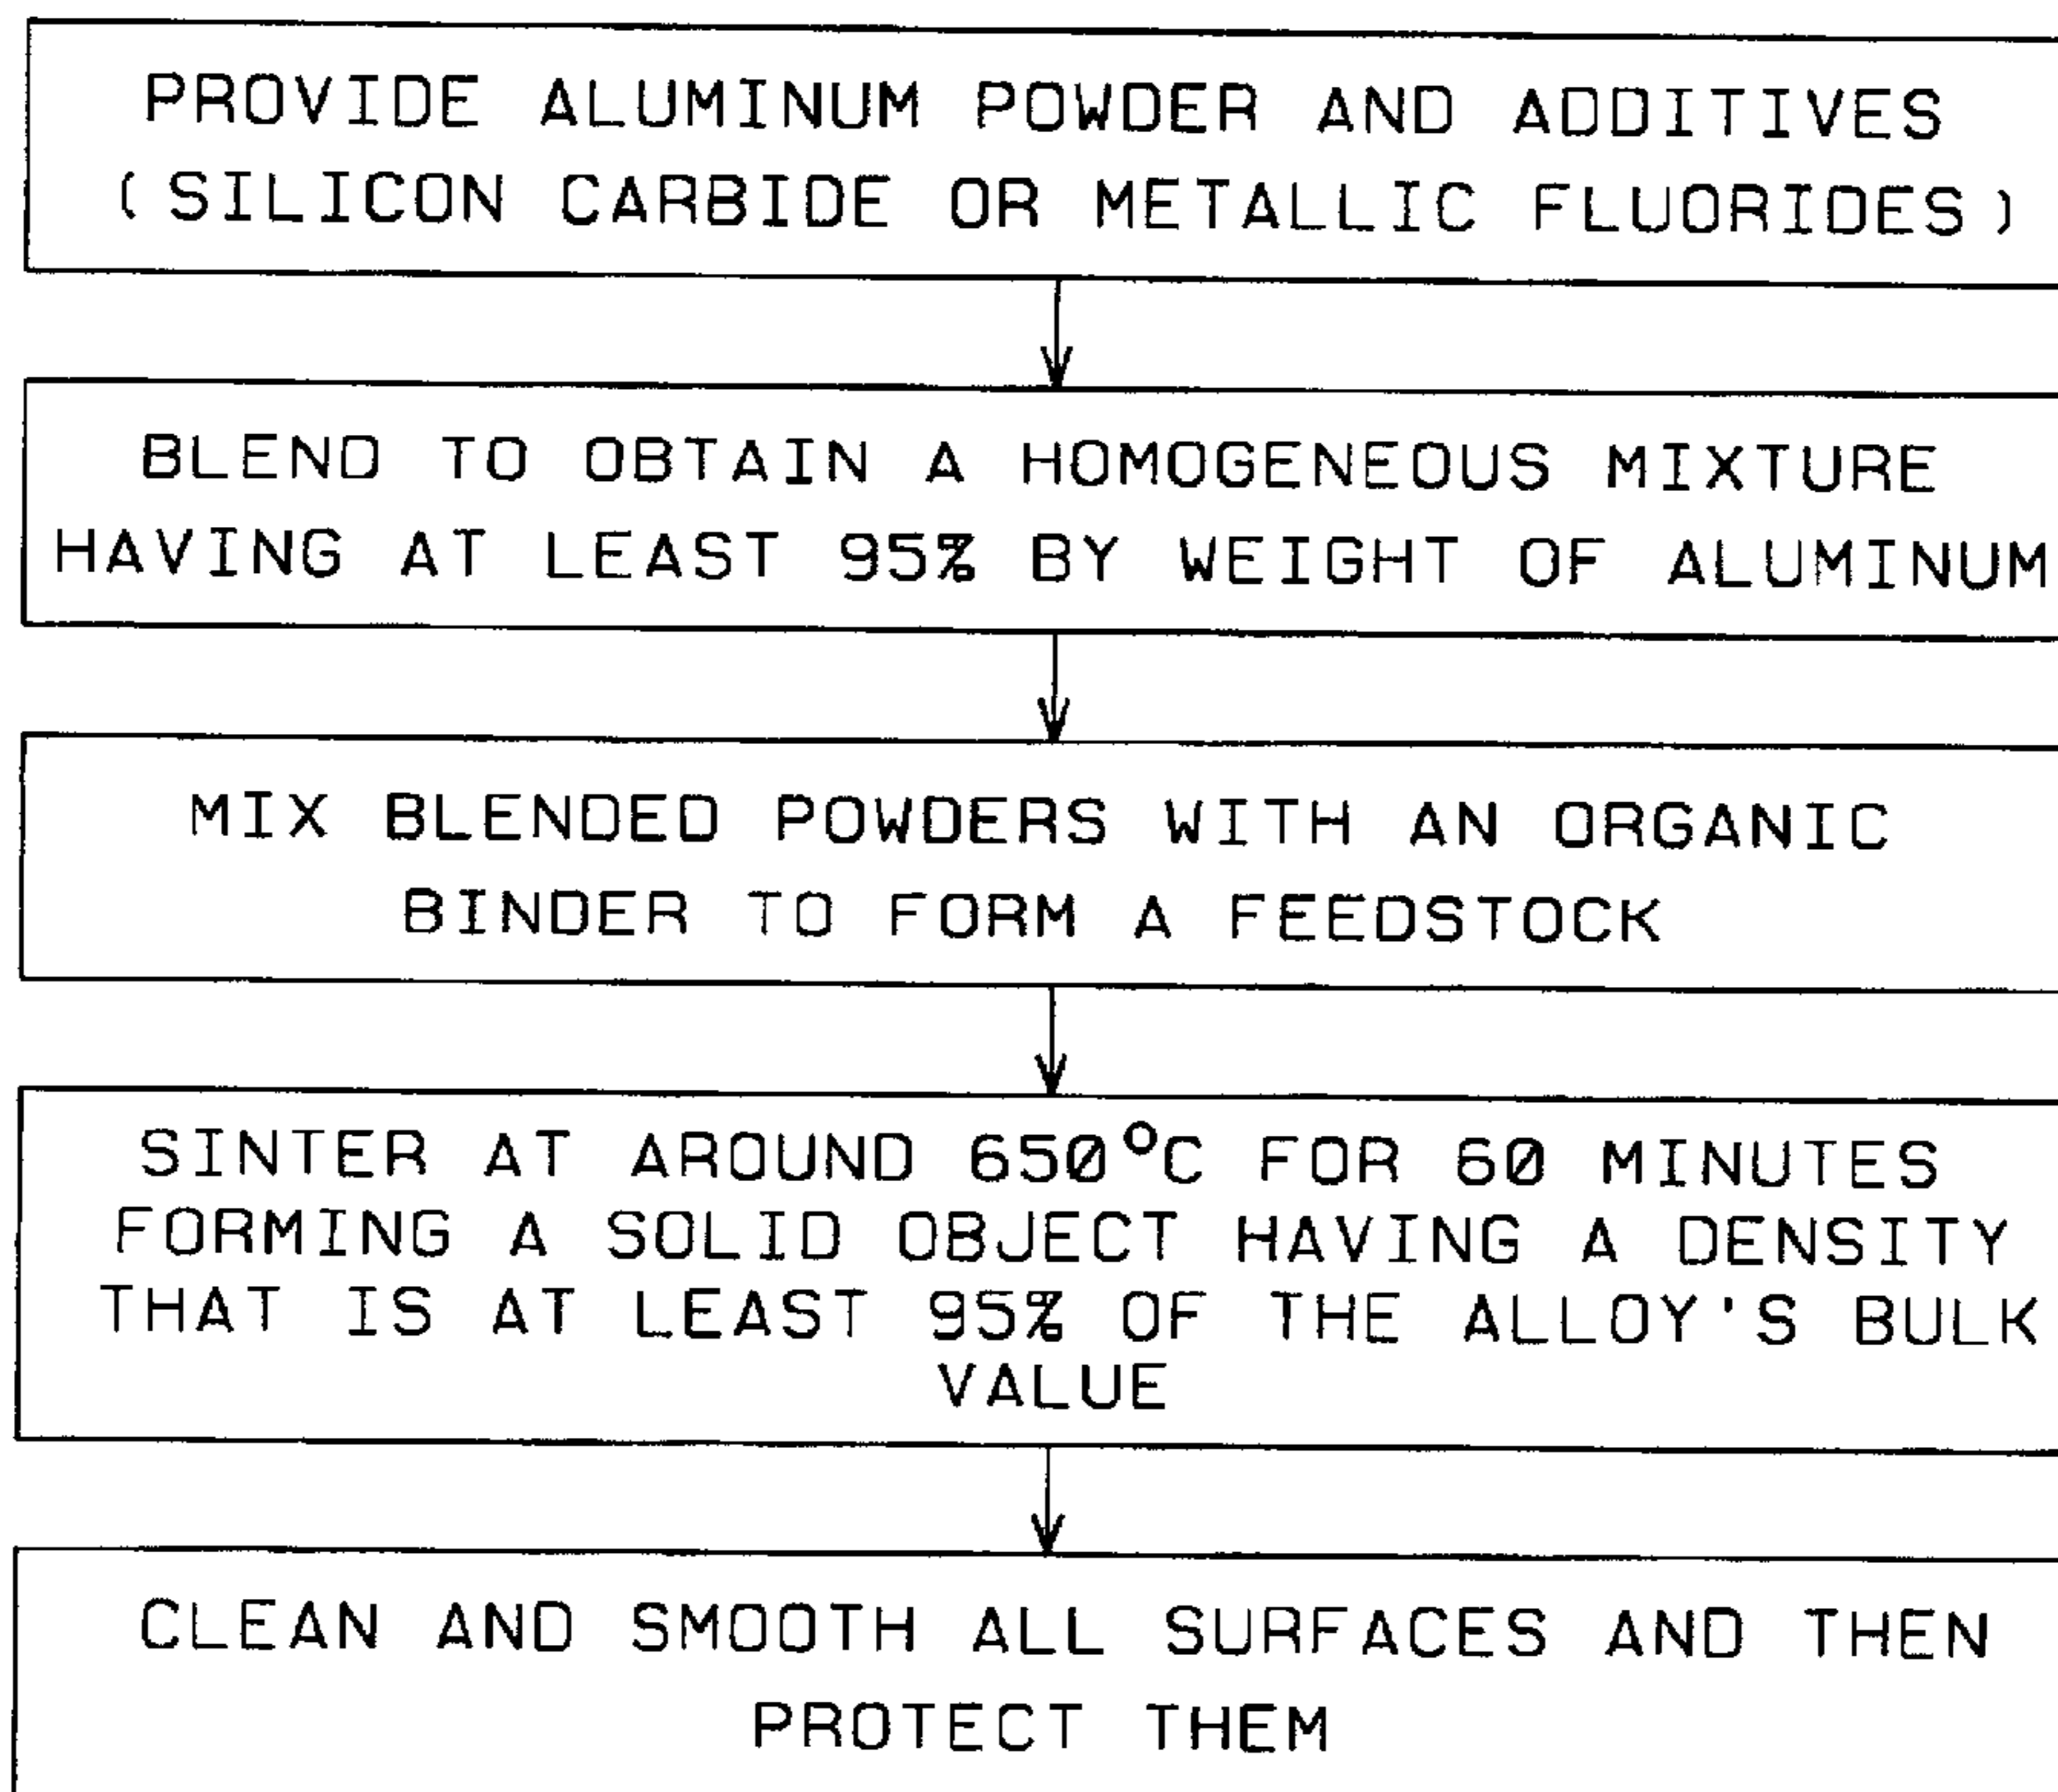 PROVIDE ALUMINUM POWDER AND ADDITIVES
(SILICON CARBIDE OR METALLIC FLUORIDES)
BLEND TO OBTAIN A HOMOGENEOUS MIXTURE
HAVING AT LEAST 95% BY WEIGHT OF ALUMINUM
MIX BLENDED POWDERS WITH AN ORGANIC
BINDER TO FORM A FEEDSTOCK
SINTER AT AROUND 650°C FOR 60 MINUTES
FORMING A SOLID OBJECT HAVING A DENSITY
THAT IS AT LEAST 95% OF THE ALLOY'S BULK
VALUE
CLEAN AND SMOOTH ALL SURFACES AND THEN
PROTECT THEM